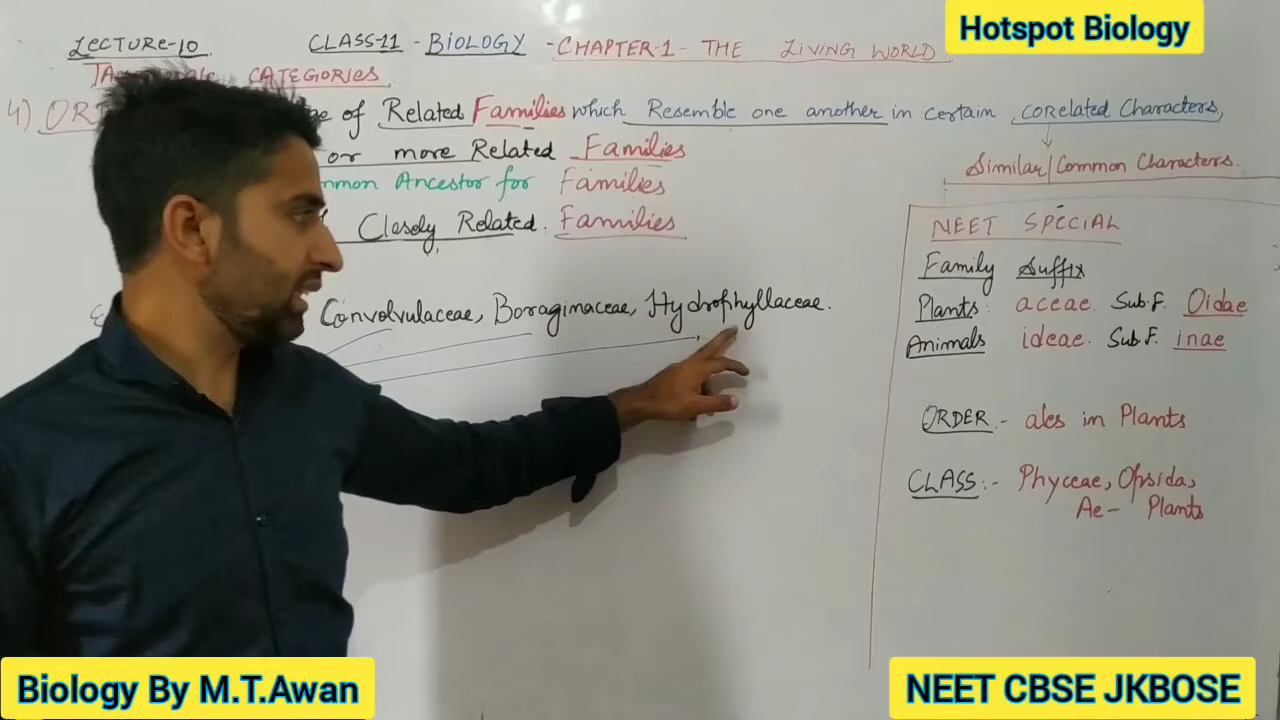 Hotspot Biology
LECTURE-10. CLASS-11 - BIOLOGY - CHAPTER-1 - THE LIVING WORLD
CATEGORIES
4) of Related Families which Resemble one another in certain corelated Characters,
or more Related Families
Similar/Common Characters.
Ancestor for Families
Closely Related. Families
NEET SPECIAL
Family Suffix
Convolvulaceae, Boraginaceae, Hydrophyllaceae.
Plants: aceae. Sub.F. Oidae
Animals ideae. Sub.F. inae
ORDER:- ales in Plants
CLASS:- Phyceae, Opsida,
Ae- Plants
Biology By M.T.Awan
NEET CBSE JKBOSE